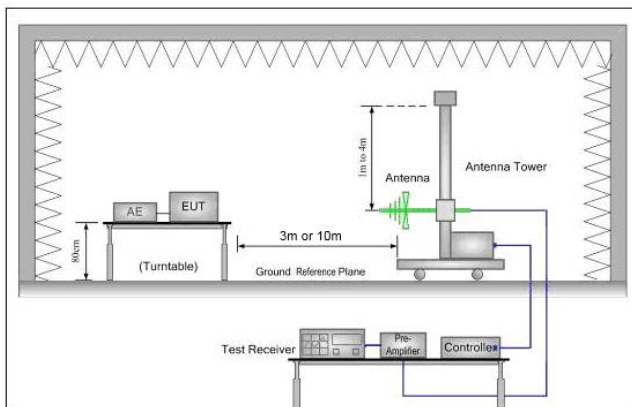 1m to 4m
Antenna
Antenna Tower
AE
EUT
80cm
(Turntable)
3m or 10m
Ground Reference Plane
Test Receiver
Pre-
Amplifier
Controller